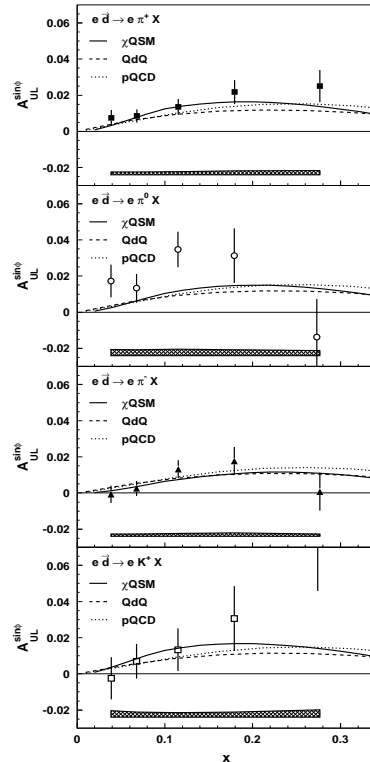 e d⃗ → e π⁺ X
χQSM
QdQ
pQCD
A_UL^sinϕ
0.06
0.04
0.02
0
-0.02
e d⃗ → e π⁰ X
χQSM
QdQ
pQCD
A_UL^sinϕ
0.06
0.04
0.02
0
-0.02
e d⃗ → e π⁻ X
χQSM
QdQ
pQCD
A_UL^sinϕ
0.06
0.04
0.02
0
-0.02
e d⃗ → e K⁺ X
χQSM
QdQ
pQCD
A_UL^sinϕ
0.06
0.04
0.02
0
-0.02
0 0.1 0.2 0.3
x